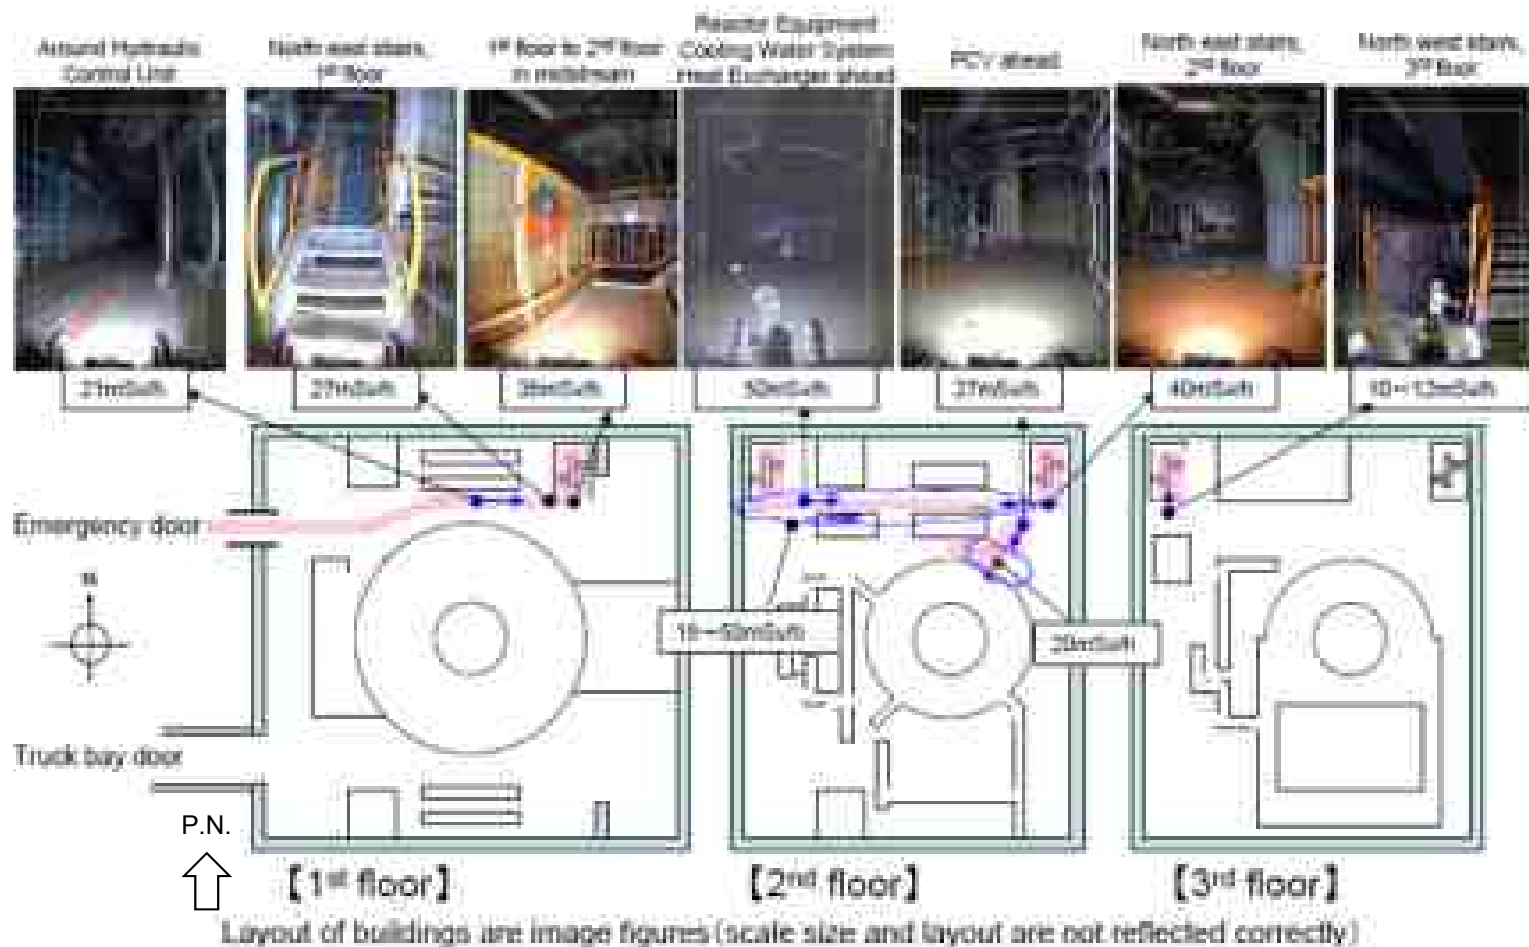 Around Hydraulic
Control Unit
North east stairs,
1st floor
1st floor to 2nd floor
in midstream
Reactor Equipment
Cooling Water System
Heat Exchanger ahead
PCV ahead
North east stairs,
2nd floor
North west stairs,
3rd floor
21mSv/h
27mSv/h
50mSv/h
27mSv/h
40mSv/h
10~12mSv/h
Emergency door
N
20mSv/h
Truck bay door
P.N.
【1st floor】
【2nd floor】
【3rd floor】
Layout of buildings are image figures(scale size and layout are not reflected correctly)